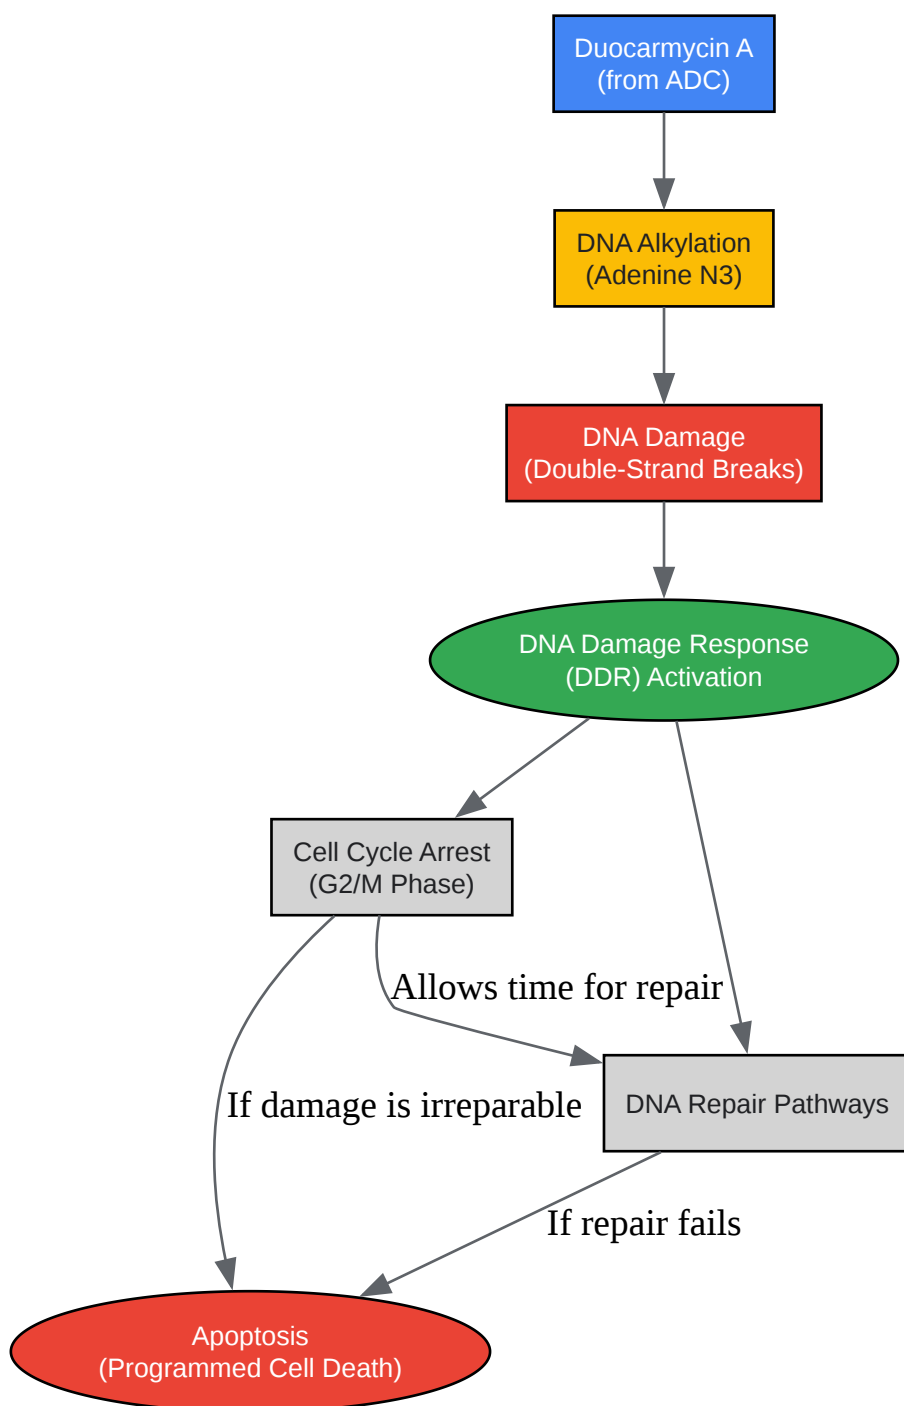 Duocarmycin A
(from ADC)
DNA Alkylation
(Adenine N3)
DNA Damage
(Double-Strand Breaks)
DNA Damage Response
(DDR) Activation
Cell Cycle Arrest
(G2/M Phase)
Allows time for repair
If damage is irreparable
DNA Repair Pathways
If repair fails
Apoptosis
(Programmed Cell Death)